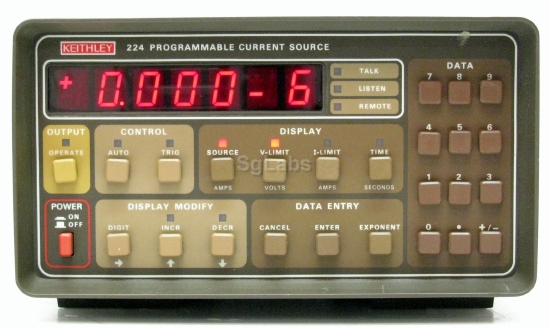 KEITHLEY 224 PROGRAMMABLE CURRENT SOURCE
+ 0.000-6
TALK
LISTEN
REMOTE
DATA
7 8 9
4 5 6
1 2 3
0 • +/−
OUTPUT
OPERATE
CONTROL
AUTO TRIG
DISPLAY
SOURCE V-LIMIT I-LIMIT TIME
AMPS VOLTS AMPS SECONDS
SgLabs
POWER
ON
OFF
DISPLAY MODIFY
DIGIT INCR DECR
DATA ENTRY
CANCEL ENTER EXPONENT